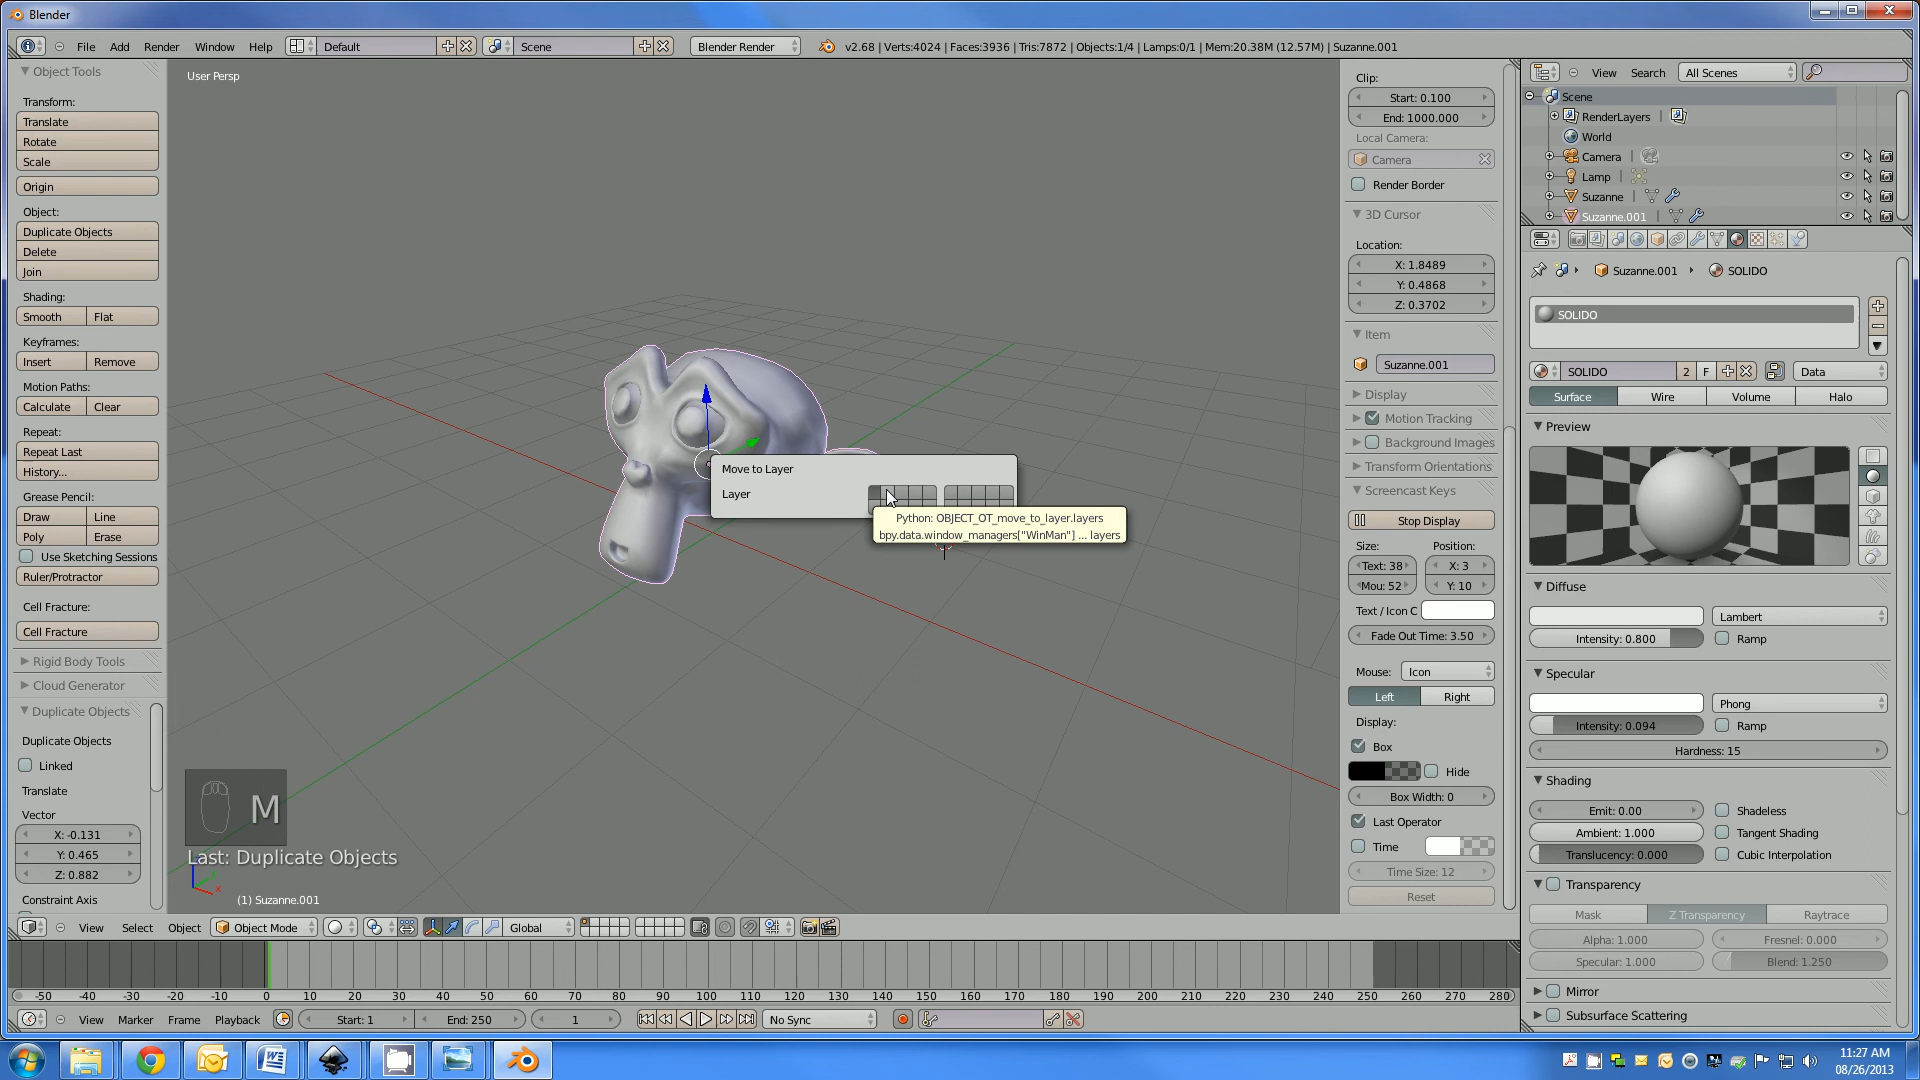 Blender
File Add Render Window Help Default Scene Blender Render v2.68 | Verts:4024 | Faces:3936 | Tris:7872 | Objects:1/4 | Lamps:0/1 | Mem:20.38M (12.57M) | Suzanne.001
Object Tools
Transform:
Translate
Rotate
Scale
Origin
Object:
Duplicate Objects
Delete
Join
Shading:
Smooth Flat
Keyframes:
Insert Remove
Motion Paths:
Calculate Clear
Repeat:
Repeat Last
History...
Grease Pencil:
Draw Line
Poly Erase
Use Sketching Sessions
Ruler/Protractor
Cell Fracture:
Cell Fracture
Rigid Body Tools
Cloud Generator
Duplicate Objects
Duplicate Objects
Linked
Translate
Vector
X: -0.131
Y: 0.465
Z: 0.882
Constraint Axis
User Persp
Move to Layer
Layer
Python: OBJECT_OT_move_to_layer.layers
bpy.data.window_managers["WinMan"] ... layers
M
Last: Duplicate Objects
x
(1) Suzanne.001
Clip:
Start: 0.100
End: 1000.000
Local Camera:
Camera
Render Border
3D Cursor
Location:
X: 1.8489
Y: 0.4868
Z: 0.3702
Item
Suzanne.001
Display
Motion Tracking
Background Images
Transform Orientations
Screencast Keys
Stop Display
Size: Position:
Text: 38 X: 3
Mou: 52 Y: 10
Text / Icon C
Fade Out Time: 3.50
Mouse: Icon
Left Right
Display:
Box
Hide
Box Width: 0
Last Operator
Time
Time Size: 12
Reset
View Search All Scenes
Scene
RenderLayers |
World
Camera |
Lamp |
Suzanne |
Suzanne.001 |
Suzanne.001 SOLIDO
SOLIDO
SOLIDO 2 F Data
Surface Wire Volume Halo
Preview
Diffuse
Lambert
Intensity: 0.800 Ramp
Specular
Phong
Intensity: 0.094 Ramp
Hardness: 15
Shading
Emit: 0.00 Shadeless
Ambient: 1.000 Tangent Shading
Translucency: 0.000 Cubic Interpolation
Transparency
Mask Z Transparency Raytrace
Alpha: 1.000 Fresnel: 0.000
Specular: 1.000 Blend: 1.250
Mirror
Subsurface Scattering
View Select Object Object Mode Global
-50 -40 -30 -20 -10 0 10 20 30 40 50 60 70 80 90 100 110 120 130 140 150 160 170 180 190 200 210 220 230 240 250 260 270 280
View Marker Frame Playback Start: 1 End: 250 1 No Sync
11:27 AM
08/26/2013